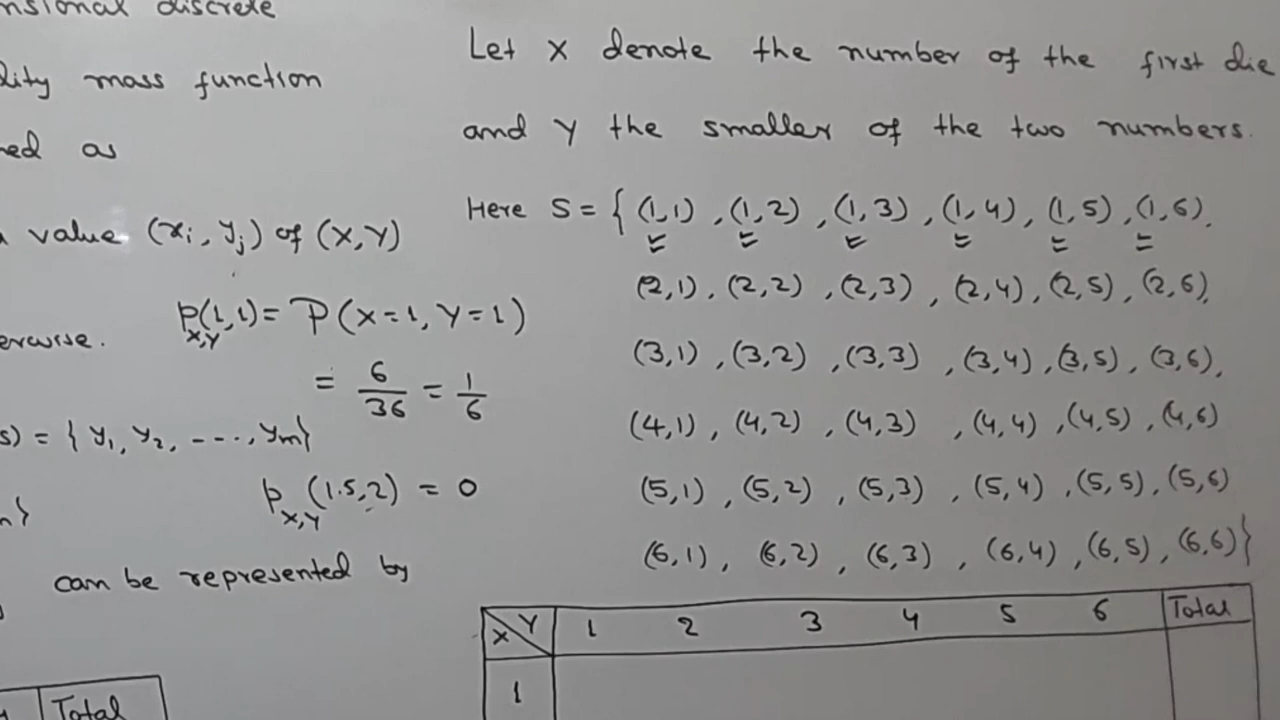 discrete
mass function
as
value (xi, yj) of (X,Y)
p(1,1) = P(X=1, Y=1)
X,Y
= 6/36 = 1/6
s) = { y1, y2, ----, ym}
p (1.5,2) = 0
X,Y
can be represented by
Total
Let X denote the number of the first die
and Y the smaller of the two numbers.
Here S = { (1,1) , (1,2) , (1,3) , (1,4) , (1,5) , (1,6) ,
(2,1) , (2,2) , (2,3) , (2,4) , (2,5) , (2,6) ,
(3,1) , (3,2) , (3,3) , (3,4) , (3,5) , (3,6) ,
(4,1) , (4,2) , (4,3) , (4,4) , (4,5) , (4,6)
(5,1) , (5,2) , (5,3) , (5,4) , (5,5) , (5,6)
(6,1) , (6,2) , (6,3) , (6,4) , (6,5) , (6,6) }
X Y 1 2 3 4 5 6 Total
1